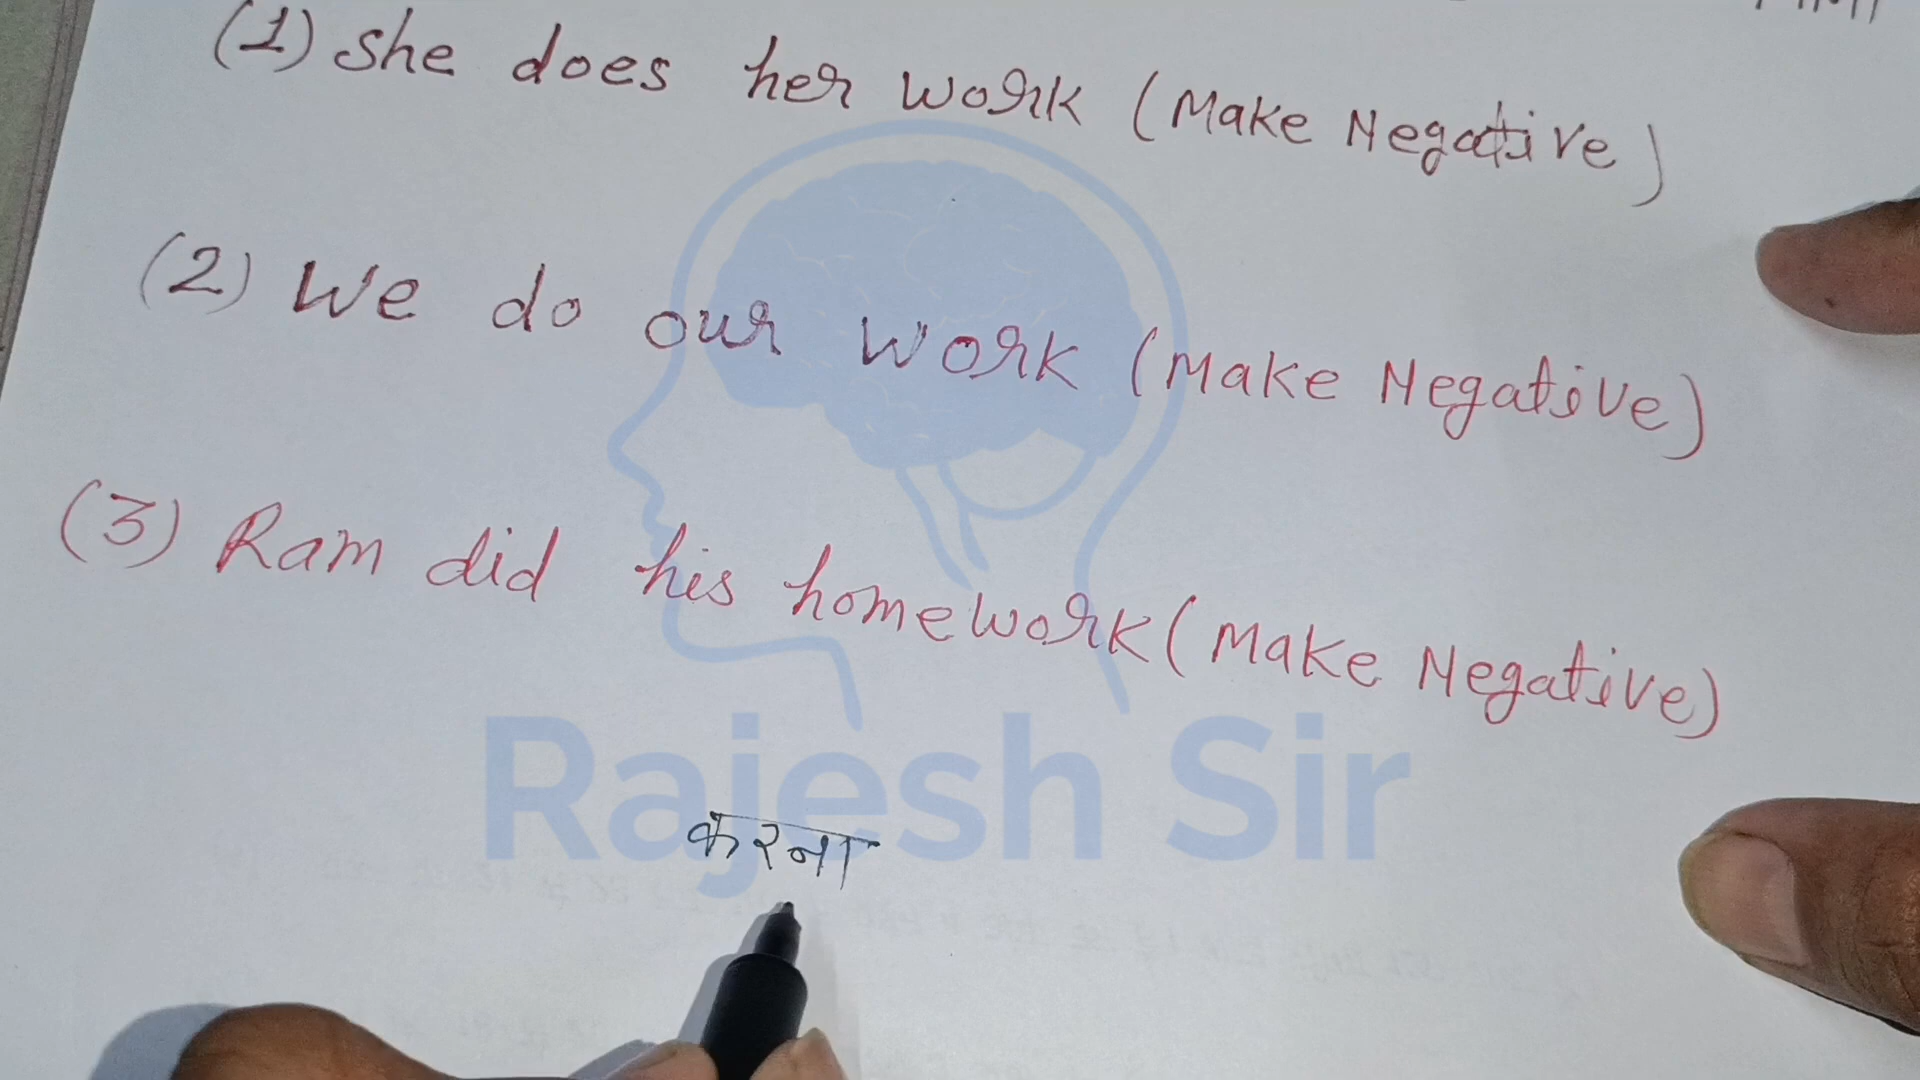 (1) She does her work (Make Negative)
(2) We do our work (Make Negative)
(3) Ram did his homework (Make Negative)
Rajesh Sir
करना